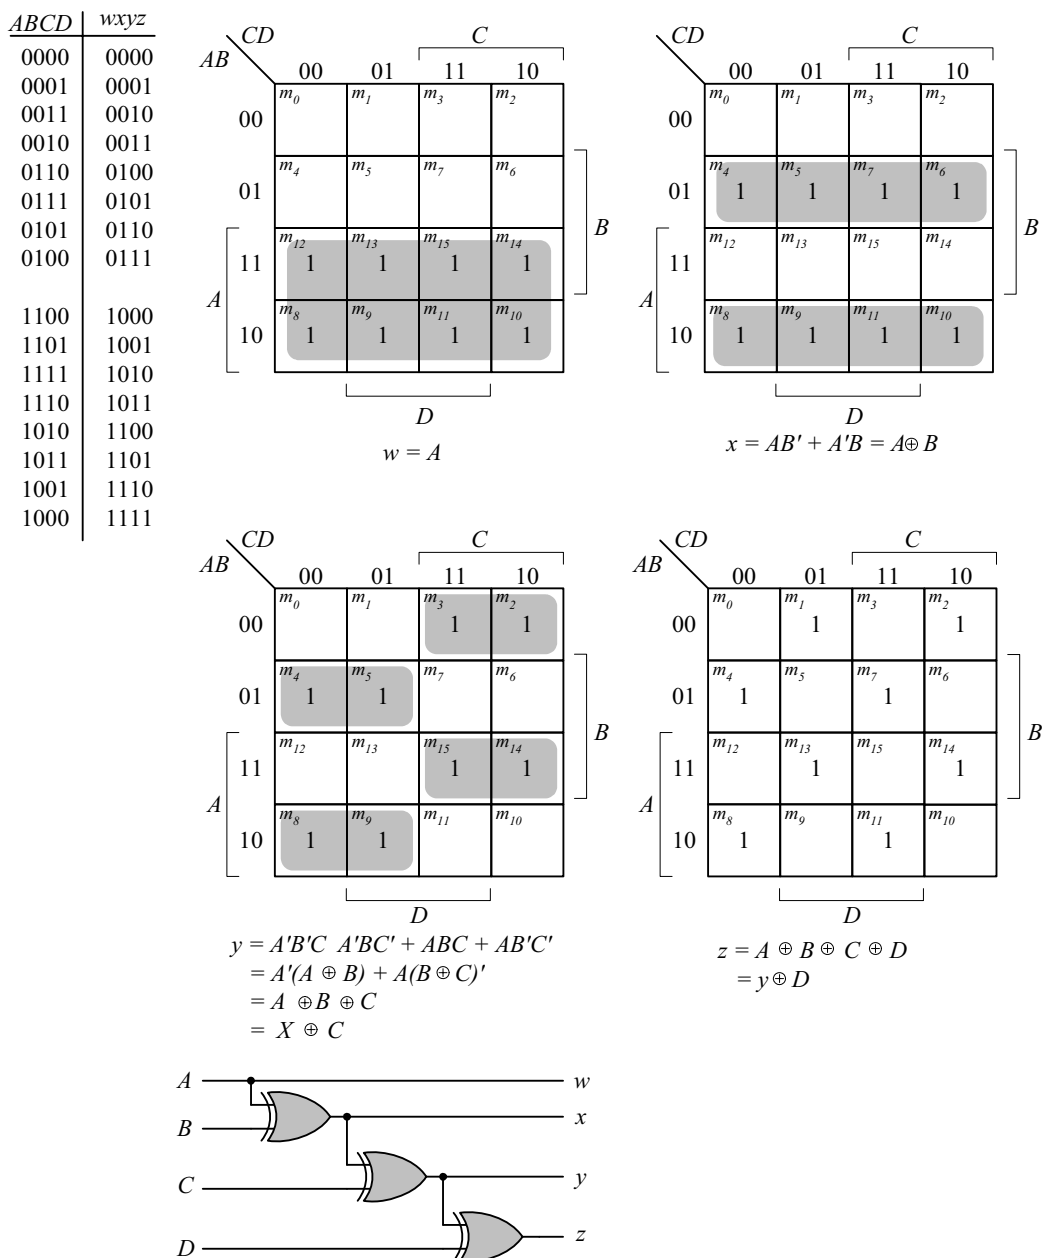 ABCD wxyz
0000 0000
0001 0001
0011 0010
0010 0011
0110 0100
0111 0101
0101 0110
0100 0111
1100 1000
1101 1001
1111 1010
1110 1011
1010 1100
1011 1101
1001 1110
1000 1111
CD C
AB
00 01 11 10
m0 m1 m3 m2
00
m4 m5 m7 m6
01
B
m12 m13 m15 m14
11 1 1 1 1
A
m8 m9 m11 m10
10 1 1 1 1
D
w = A
CD C
AB
00 01 11 10
m0 m1 m3 m2
00
m4 m5 m7 m6
01 1 1 1 1
B
m12 m13 m15 m14
11
A
m8 m9 m11 m10
10 1 1 1 1
D
x = AB' + A'B = A⊕ B
CD C
AB
00 01 11 10
m0 m1 m3 m2
00 1 1
m4 m5 m7 m6
01 1 1
B
m12 m13 m15 m14
11 1 1
A
m8 m9 m11 m10
10 1 1
D
y = A'B'C A'BC' + ABC + AB'C'
= A'(A ⊕ B) + A(B ⊕ C)'
= A ⊕B ⊕ C
= X ⊕ C
CD C
AB
00 01 11 10
m0 m1 m3 m2
00 1 1
m4 m5 m7 m6
01 1 1
B
m12 m13 m15 m14
11 1 1
A
m8 m9 m11 m10
10 1 1
D
z = A ⊕ B ⊕ C ⊕ D
= y ⊕ D
A w
B x
C y
D z